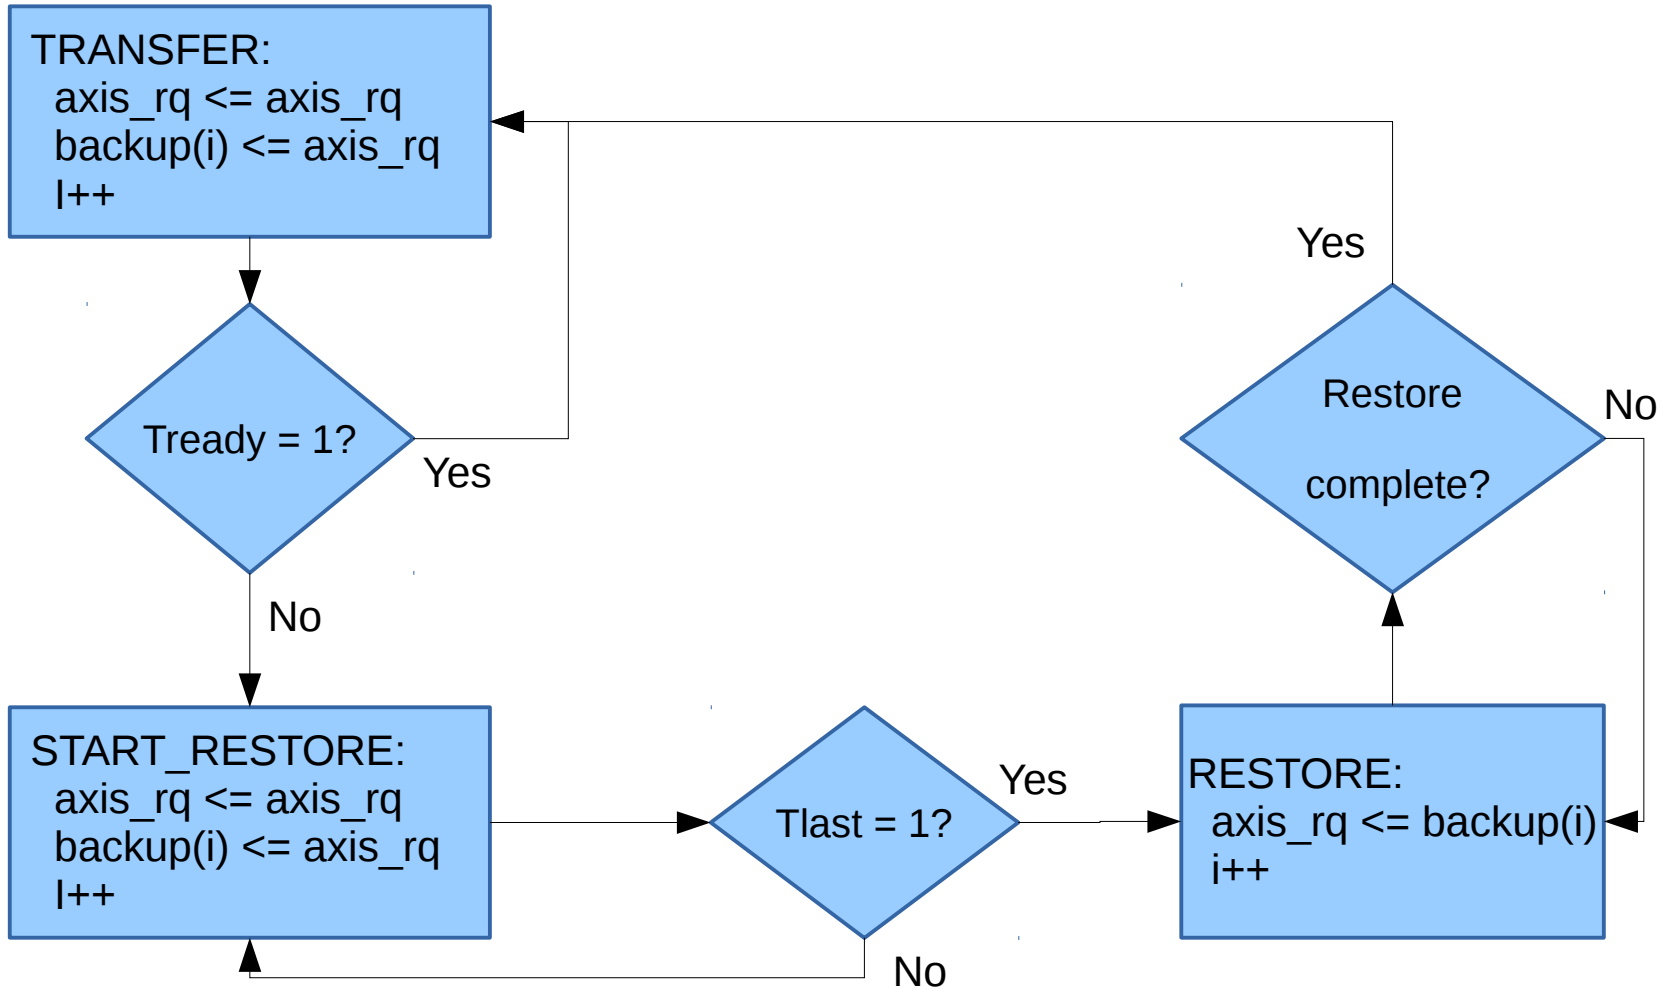 TRANSFER:
axis_rq <= axis_rq
backup(i) <= axis_rq
I++
Tready = 1?
Yes
No
START_RESTORE:
axis_rq <= axis_rq
backup(i) <= axis_rq
I++
Tlast = 1?
Yes
No
RESTORE:
axis_rq <= backup(i)
i++
Restore
complete?
Yes
No